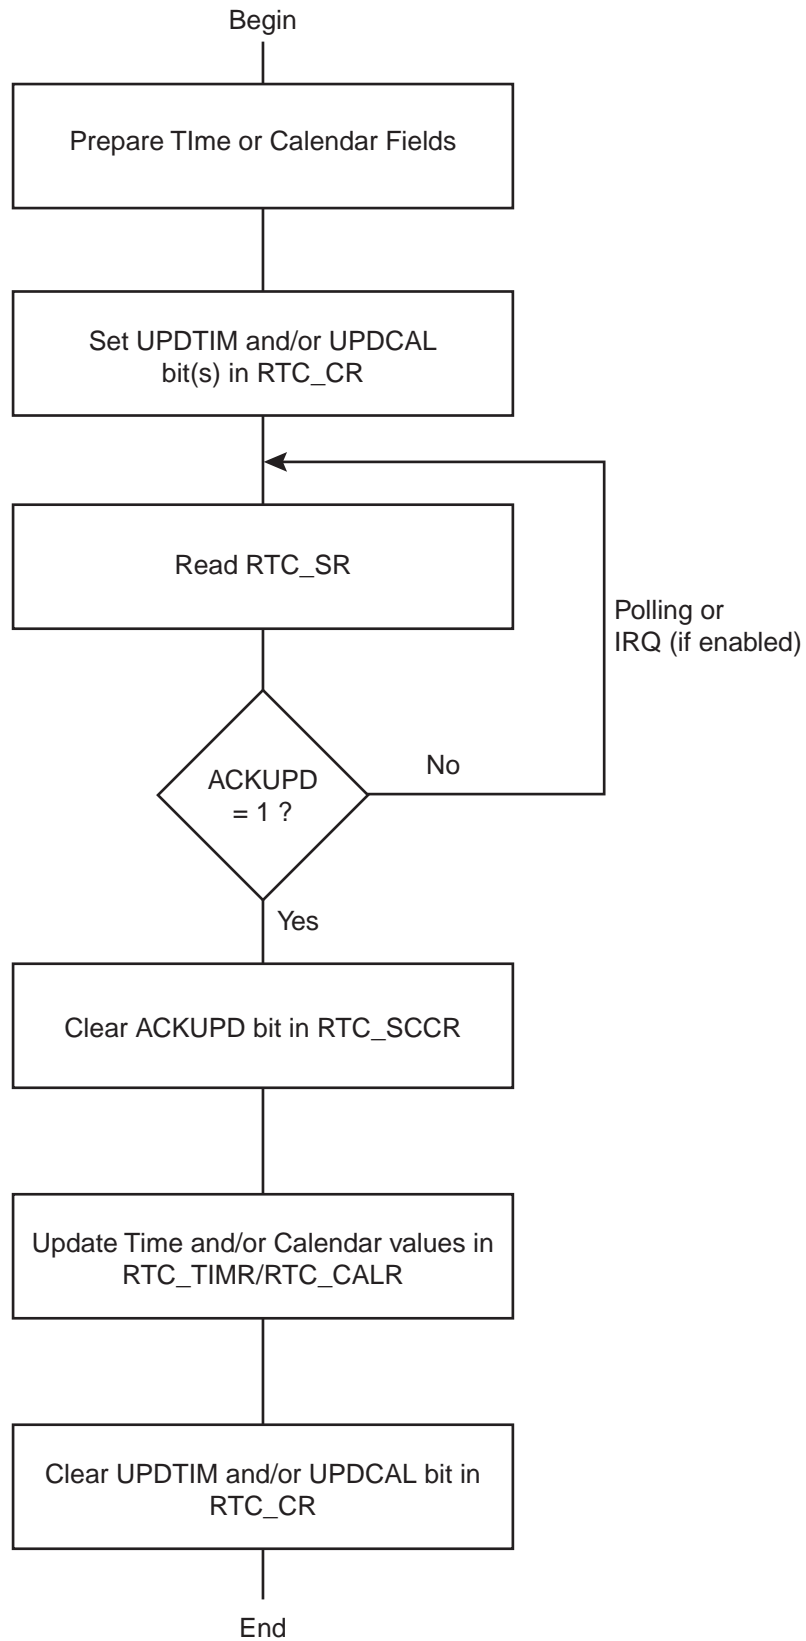 Begin
Prepare TIme or Calendar Fields
Set UPDTIM and/or UPDCAL
bit(s) in RTC_CR
Read RTC_SR
Polling or
IRQ (if enabled)
ACKUPD
= 1 ?
No
Yes
Clear ACKUPD bit in RTC_SCCR
Update Time and/or Calendar values in
RTC_TIMR/RTC_CALR
Clear UPDTIM and/or UPDCAL bit in
RTC_CR
End